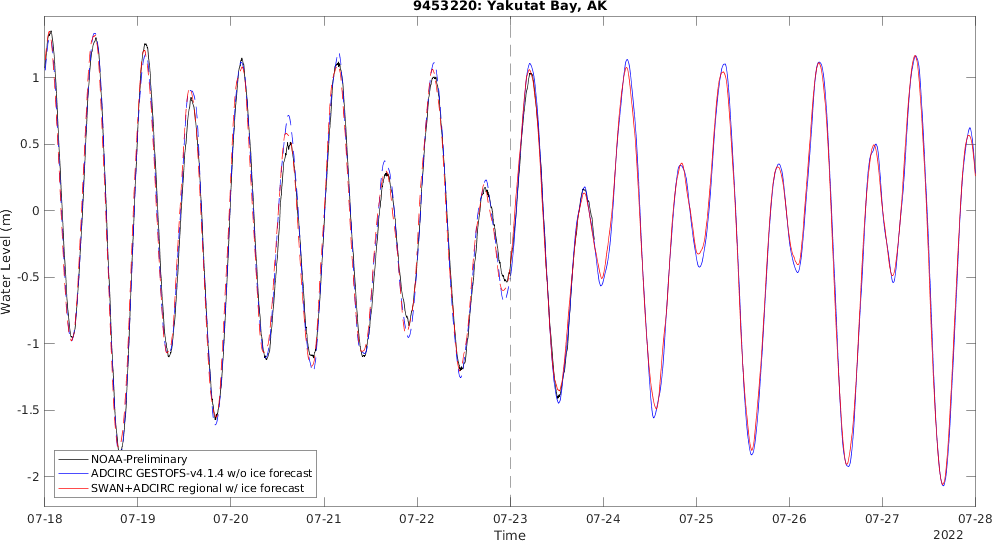 9453220: Yakutat Bay, AK
Water Level (m)
1
0.5
0
-0.5
-1
-1.5
-2
NOAA-Preliminary
ADCIRC GESTOFS-v4.1.4 w/o ice forecast
SWAN+ADCIRC regional w/ ice forecast
07-18 07-19 07-20 07-21 07-22 07-23 07-24 07-25 07-26 07-27 07-28
Time
2022